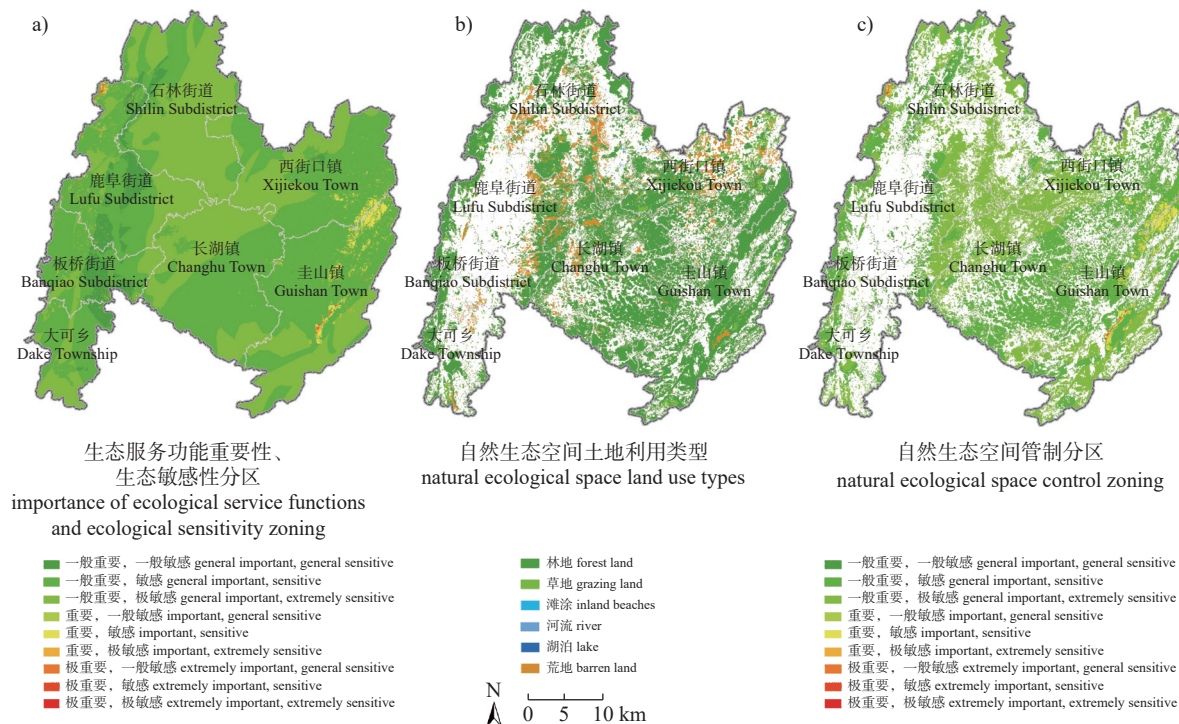 a)
石林街道
Shilin Subdistrict
西街口镇
Xijiekou Town
鹿阜街道
Lufu Subdistrict
长湖镇
Changhu Town
板桥街道
Banqiao Subdistrict
圭山镇
Guishan Town
大可乡
Dake Township
生态服务功能重要性、
生态敏感性分区
importance of ecological service functions
and ecological sensitivity zoning
一般重要，一般敏感 general important, general sensitive
一般重要，敏感 general important, sensitive
一般重要，极敏感 general important, extremely sensitive
重要，一般敏感 important, general sensitive
重要，敏感 important, sensitive
重要，极敏感 important, extremely sensitive
极重要，一般敏感 extremely important, general sensitive
极重要，敏感 extremely important, sensitive
极重要，极敏感 extremely important, extremely sensitive
b)
石林街道
Shilin Subdistrict
西街口镇
Xijiekou Town
鹿阜街道
Lufu Subdistrict
长湖镇
Changhu Town
板桥街道
Banqiao Subdistrict
圭山镇
Guishan Town
大可乡
Dake Township
自然生态空间土地利用类型
natural ecological space land use types
林地 forest land
草地 grazing land
滩涂 inland beaches
河流 river
湖泊 lake
荒地 barren land
N
0 5 10 km
c)
石林街道
Shilin Subdistrict
西街口镇
Xijiekou Town
鹿阜街道
Lufu Subdistrict
长湖镇
Changhu Town
板桥街道
Banqiao Subdistrict
圭山镇
Guishan Town
大可乡
Dake Township
自然生态空间管制分区
natural ecological space control zoning
一般重要，一般敏感 general important, general sensitive
一般重要，敏感 general important, sensitive
一般重要，极敏感 general important, extremely sensitive
重要，一般敏感 important, general sensitive
重要，敏感 important, sensitive
重要，极敏感 important, extremely sensitive
极重要，一般敏感 extremely important, general sensitive
极重要，敏感 extremely important, sensitive
极重要，极敏感 extremely important, extremely sensitive